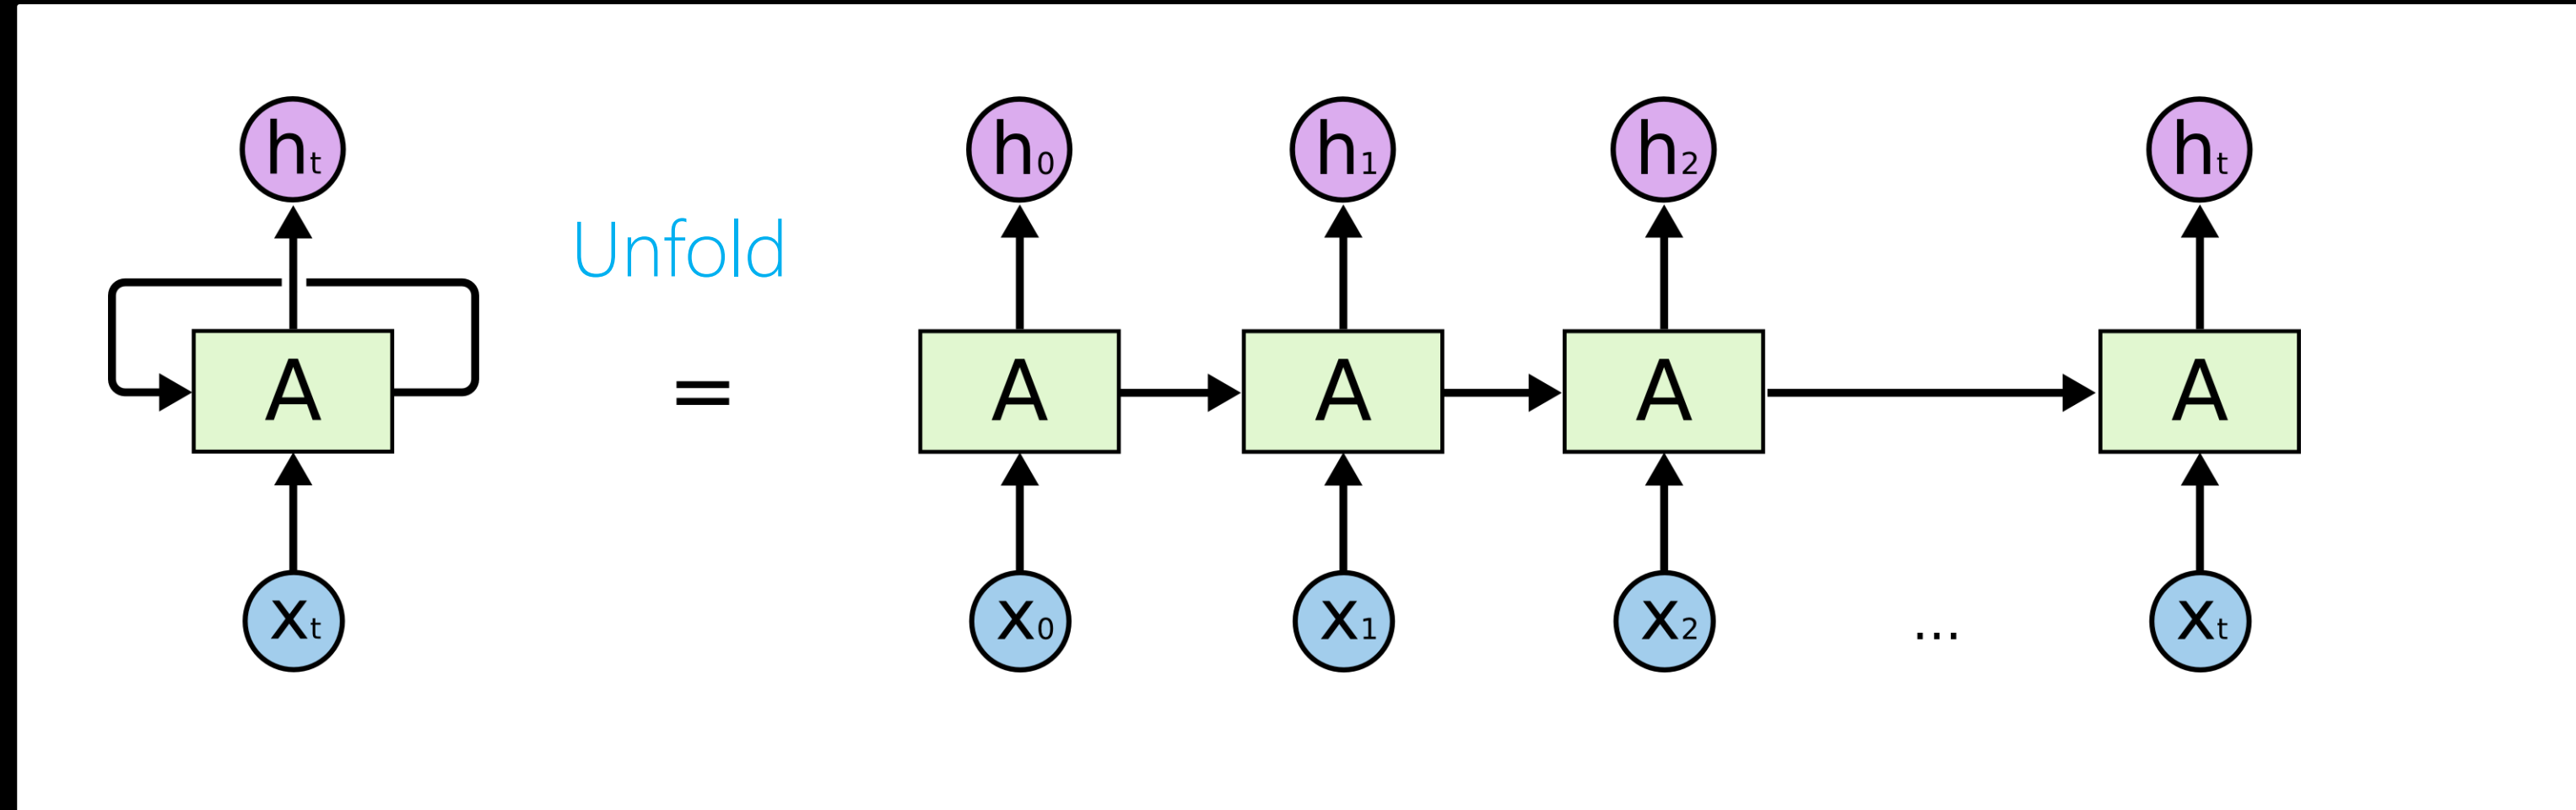 ht h0 h1 h2 ht
Unfold
A = A A A A
xt x0 x1 x2 ... xt